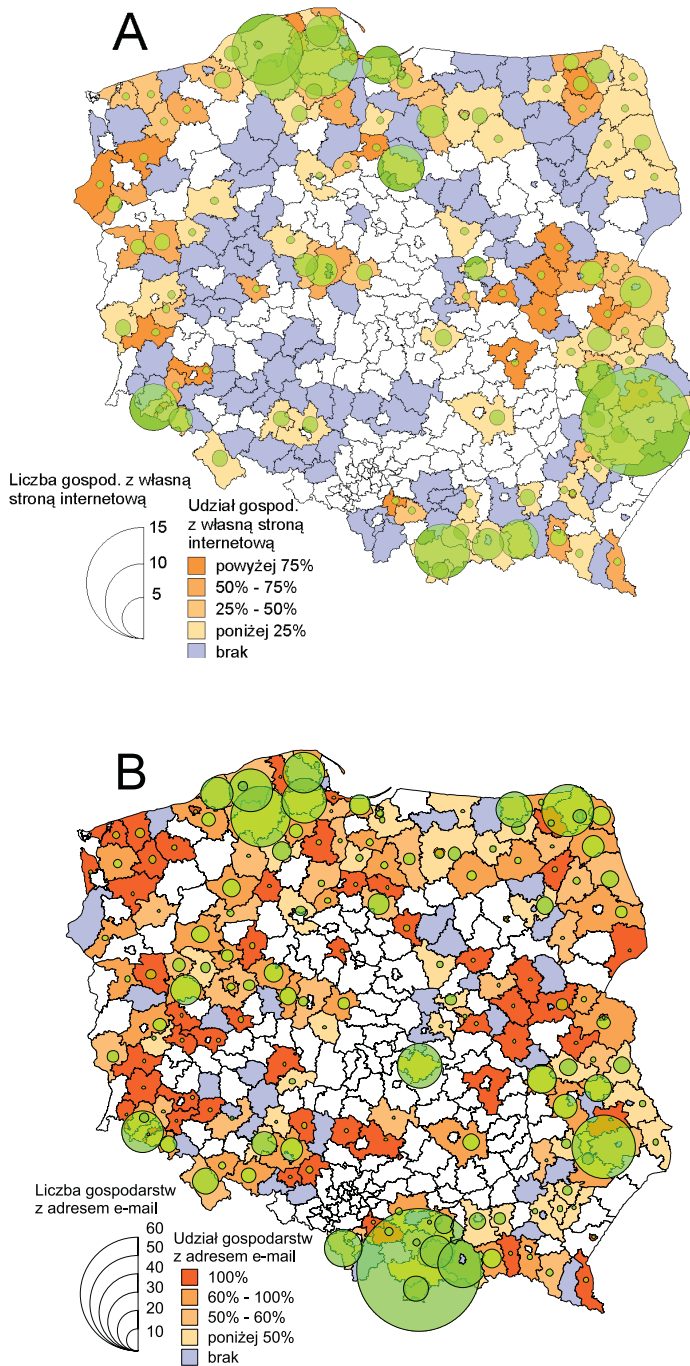 A
Liczba gospod. z własną
stroną internetową
15
10
5
Udział gospod.
z własną stroną
internetową
powyżej 75%
50% - 75%
25% - 50%
poniżej 25%
brak
B
Liczba gospodarstw
z adresem e-mail
60
50
40
30
20
10
Udział gospodarstw
z adresem e-mail
100%
60% - 100%
50% - 60%
poniżej 50%
brak